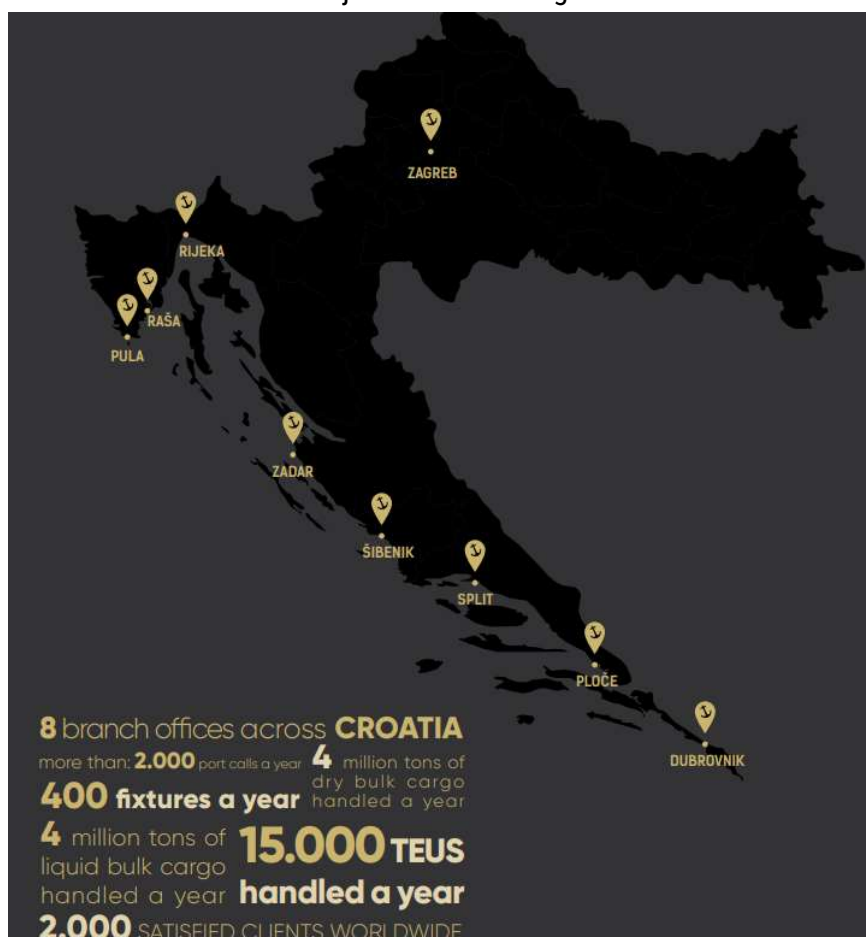 ZAGREB
RIJEKA
RAŠA
PULA
ZADAR
ŠIBENIK
SPLIT
PLOČE
DUBROVNIK
8 branch offices across CROATIA
more than: 2.000 port calls a year
400 fixtures a year
4 million tons of
dry bulk cargo
handled a year
4 million tons of
liquid bulk cargo
handled a year
15.000 TEUS
handled a year
2.000 SATISFIED CLIENTS WORLDWIDE